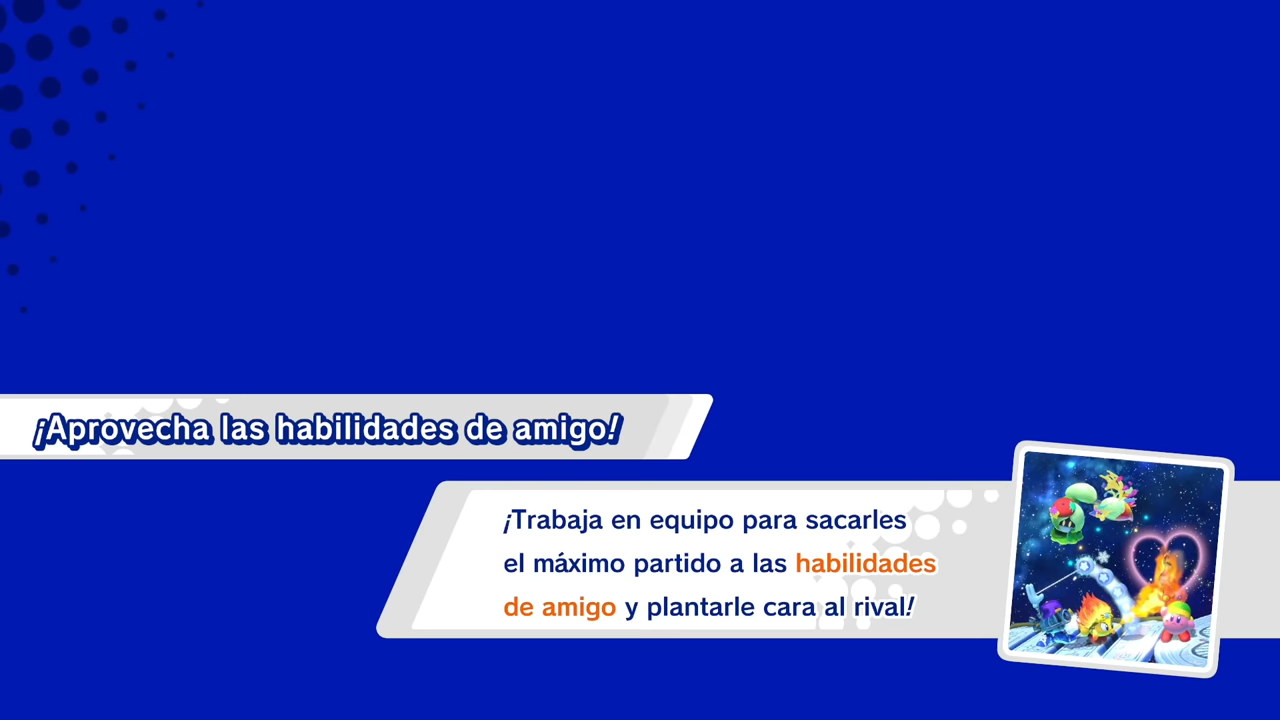 ¡Aprovecha las habilidades de amigo!
¡Trabaja en equipo para sacarles
el máximo partido a las habilidades
de amigo y plantarle cara al rival!